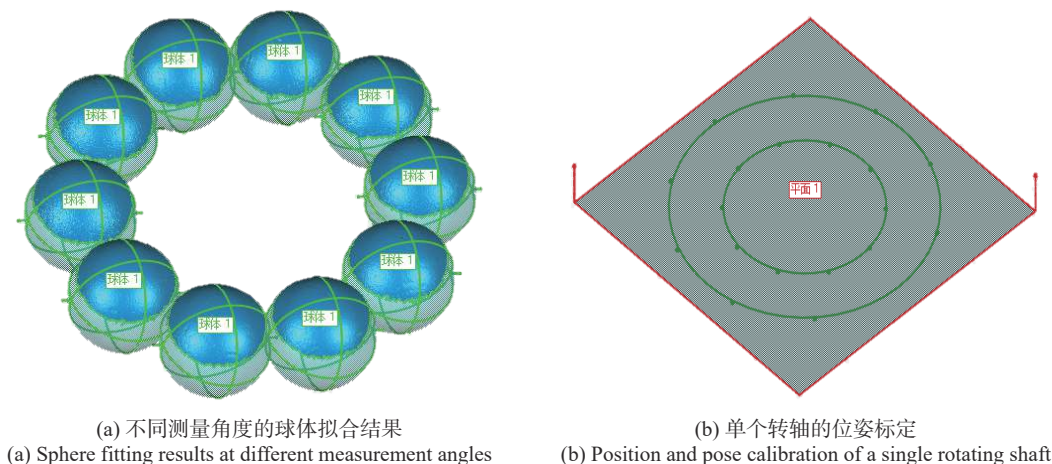 球体 1
球体 1
球体 1
球体 1
球体 1
球体 1
球体 1
球体 1
球体 1
球体 1
平面 1
(a) 不同测量角度的球体拟合结果
(a) Sphere fitting results at different measurement angles
(b) 单个转轴的位姿标定
(b) Position and pose calibration of a single rotating shaft